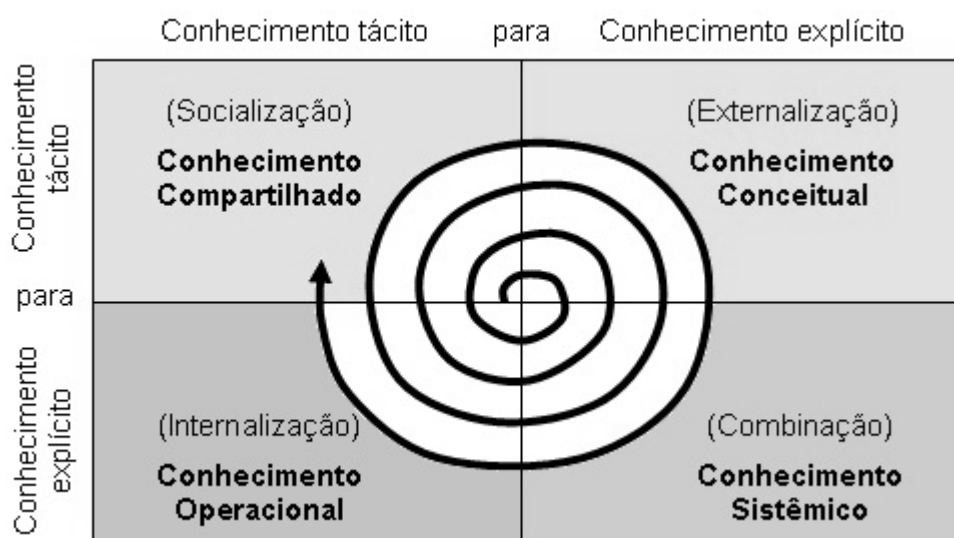 Conhecimento tácito para Conhecimento explícito
Conhecimento
tácito
para
Conhecimento
explícito
(Socialização)
Conhecimento
Compartilhado
(Externalização)
Conhecimento
Conceitual
(Internalização)
Conhecimento
Operacional
(Combinação)
Conhecimento
Sistêmico